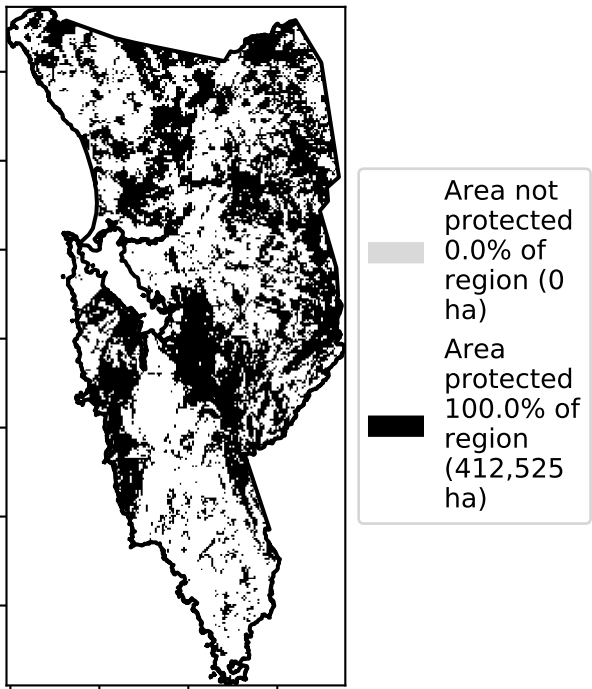 Area not
protected
0.0% of
region (0
ha)
Area
protected
100.0% of
region
(412,525
ha)